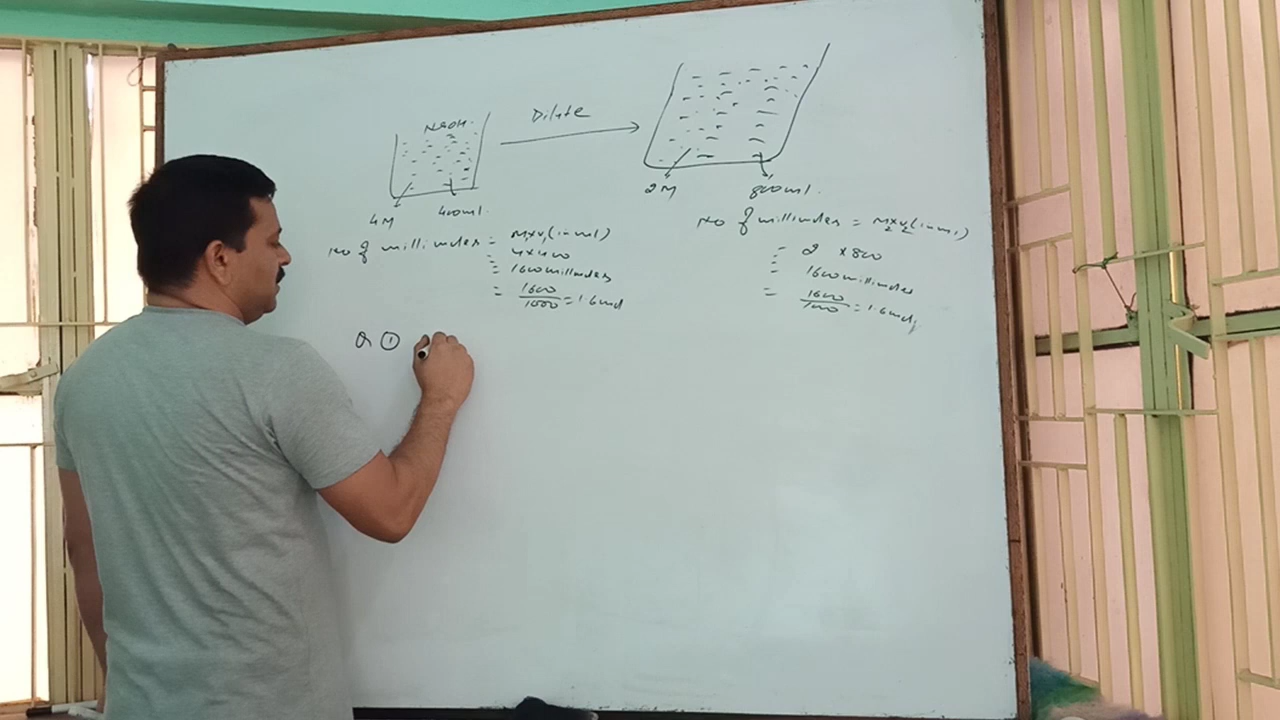 NaOH.
Dilute
4M 400ml.
2M 800ml.
No of millimoles = M₁×V₁(in ml)
= 4×400
= 1600 millimoles
= 1600/1000 = 1.6 mol
No of millimoles = M₂×V₂(in ml)
= 2 ×800
= 1600 millimoles
= 1600/1000 = 1.6 mol,
Q ①